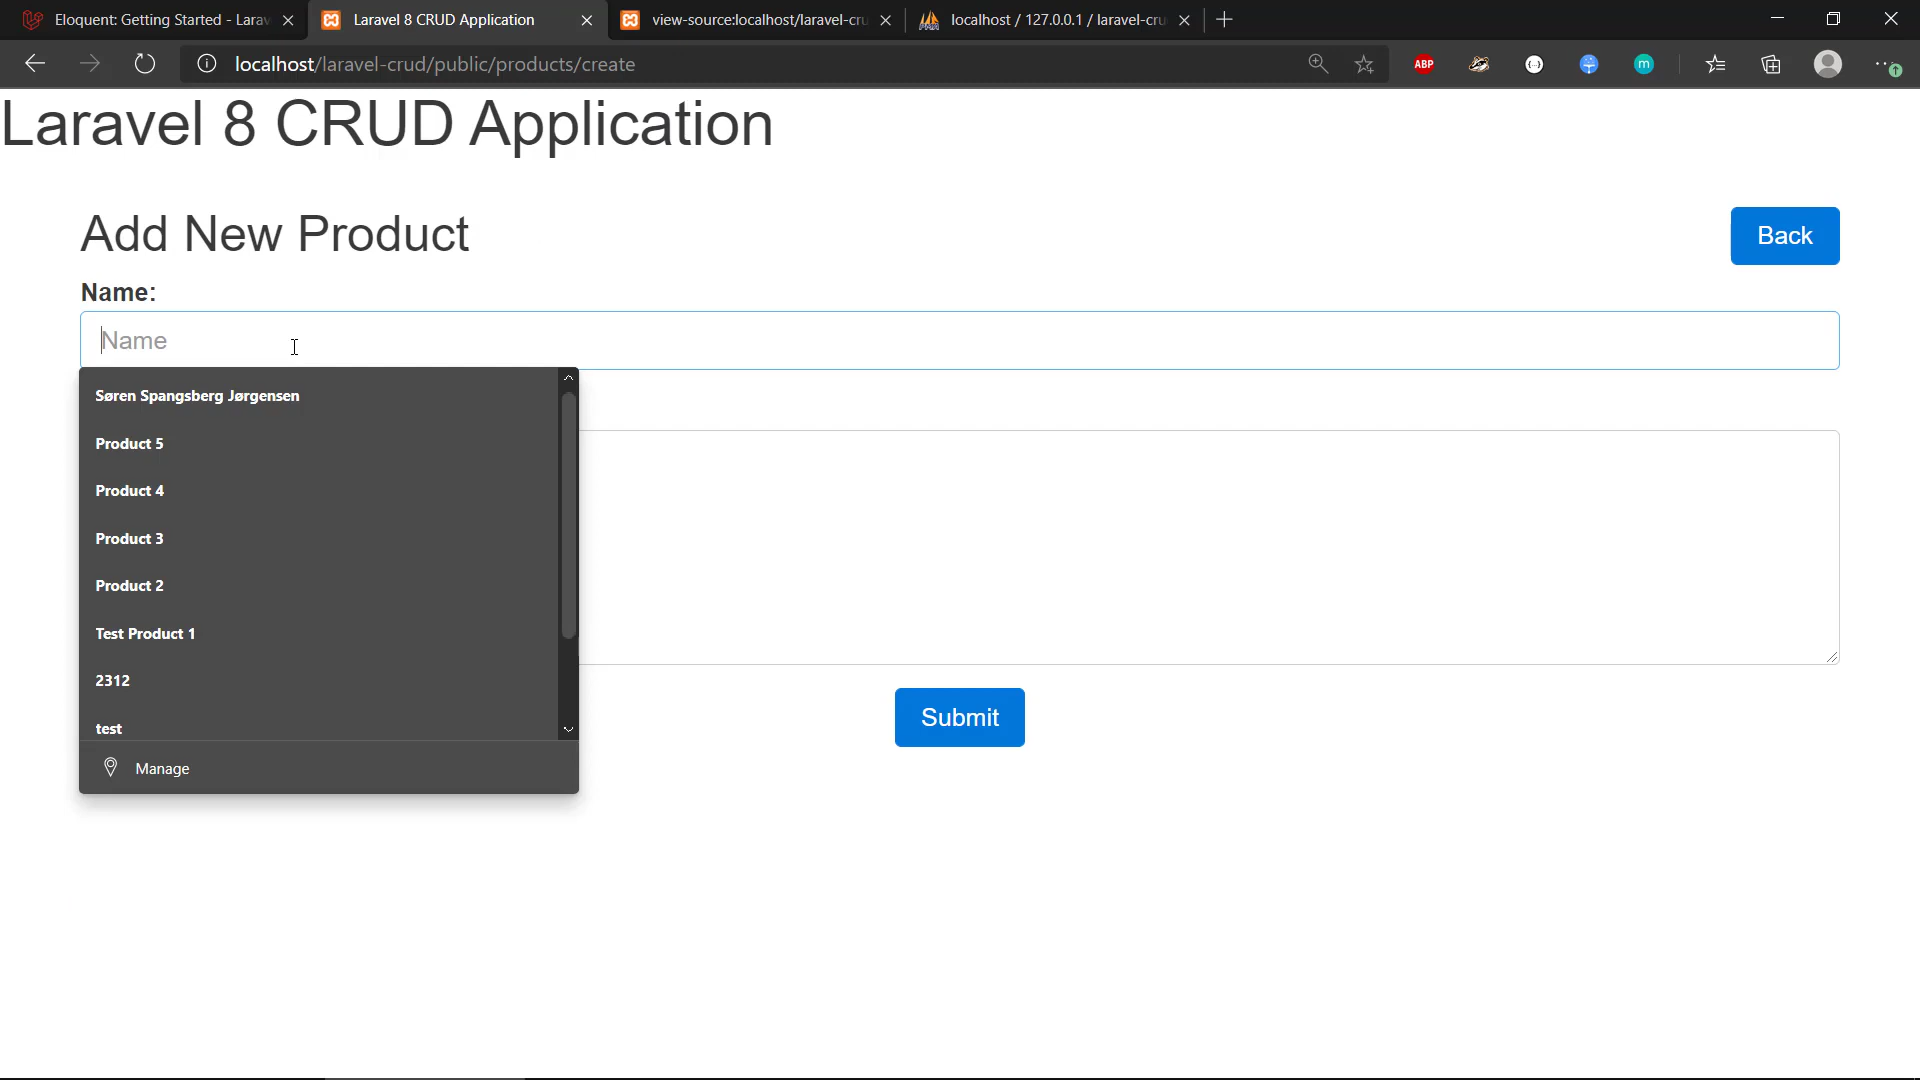 Eloquent: Getting Started - Larav
Laravel 8 CRUD Application
view-source:localhost/laravel-cru
localhost / 127.0.0.1 / laravel-cru
localhost/laravel-crud/public/products/create
ABP
m
Laravel 8 CRUD Application
Add New Product
Back
Name:
Name
Søren Spangsberg Jørgensen
Product 5
Product 4
Product 3
Product 2
Test Product 1
2312
test
Manage
Submit